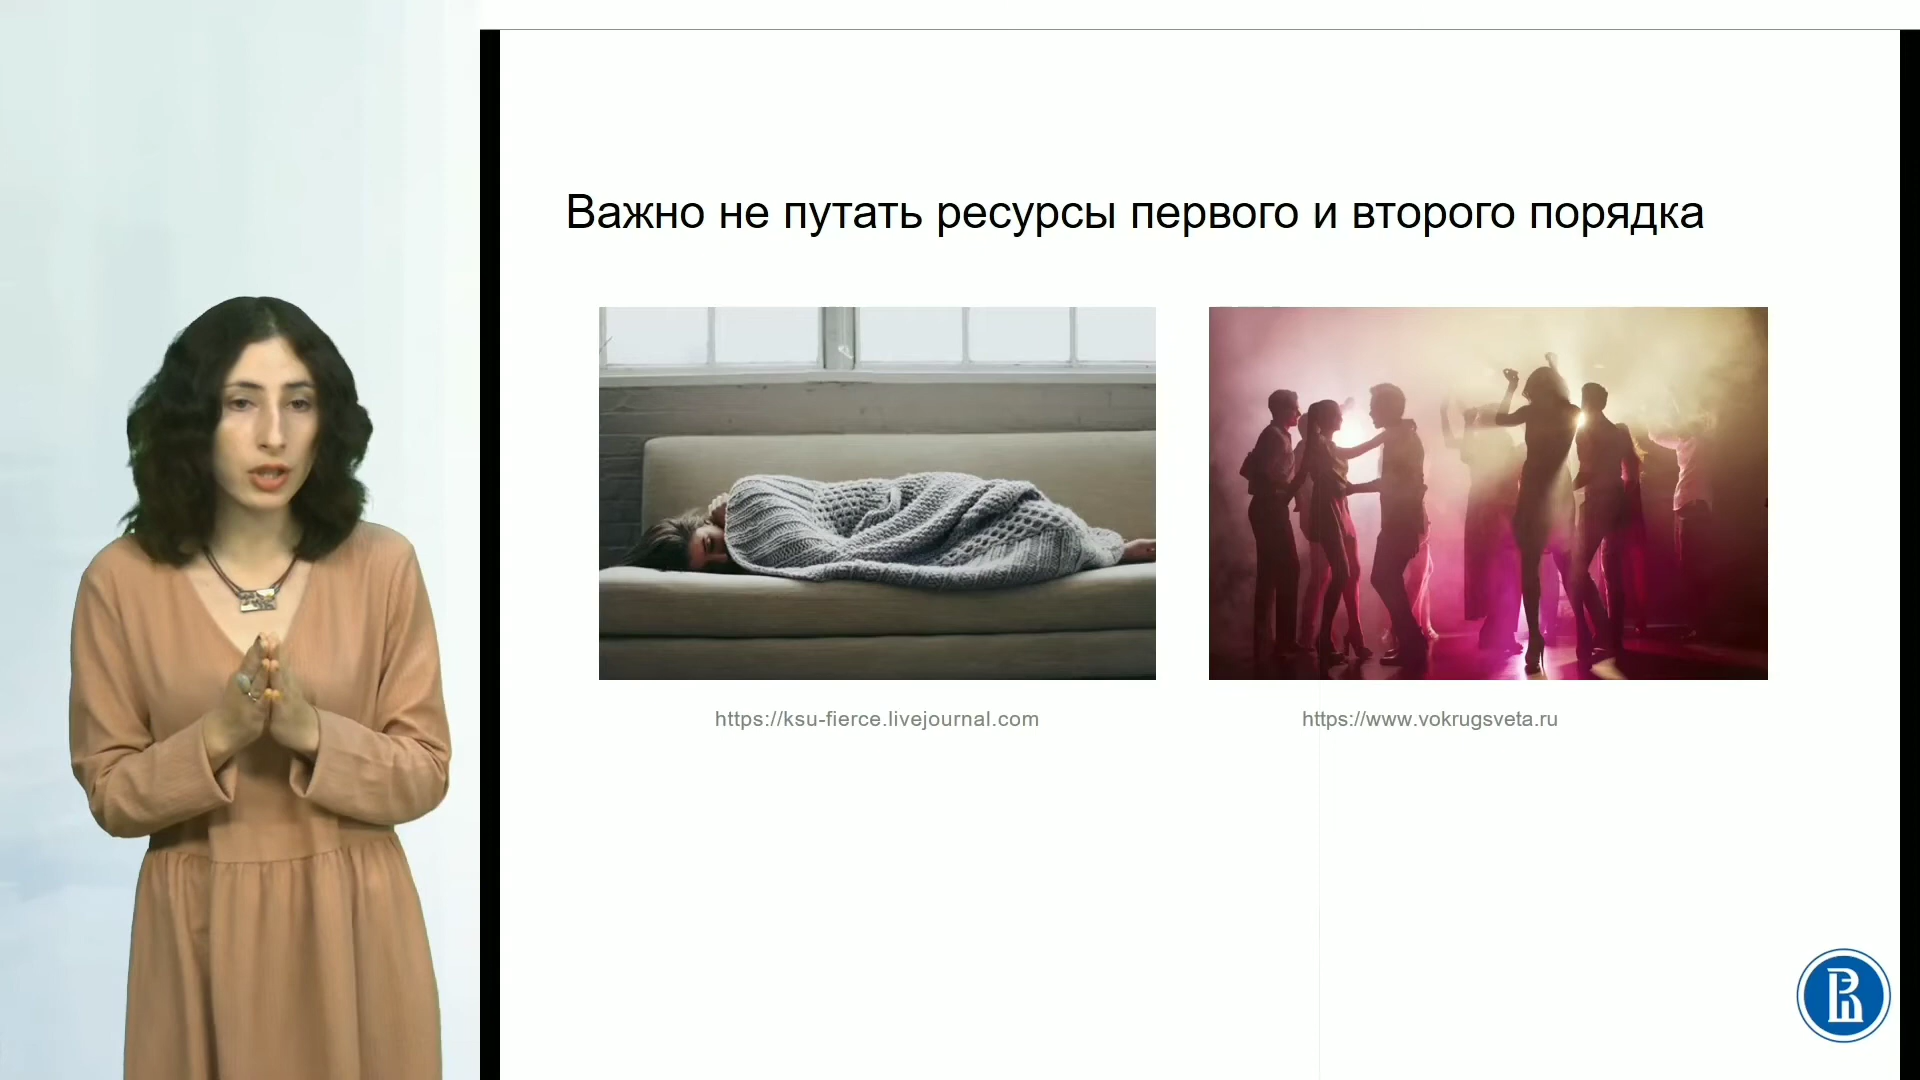 Важно не путать ресурсы первого и второго порядка
https://ksu-fierce.livejournal.com
https://www.vokrugsveta.ru